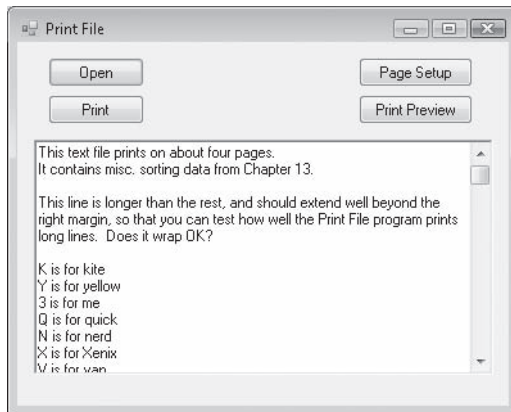 Print File
Open
Page Setup
Print
Print Preview
This text file prints on about four pages.
It contains misc. sorting data from Chapter 13.
This line is longer than the rest, and should extend well beyond the
right margin, so that you can test how well the Print File program prints
long lines. Does it wrap OK?
K is for kite
Y is for yellow
3 is for me
Q is for quick
N is for nerd
X is for Xenix
V is for van